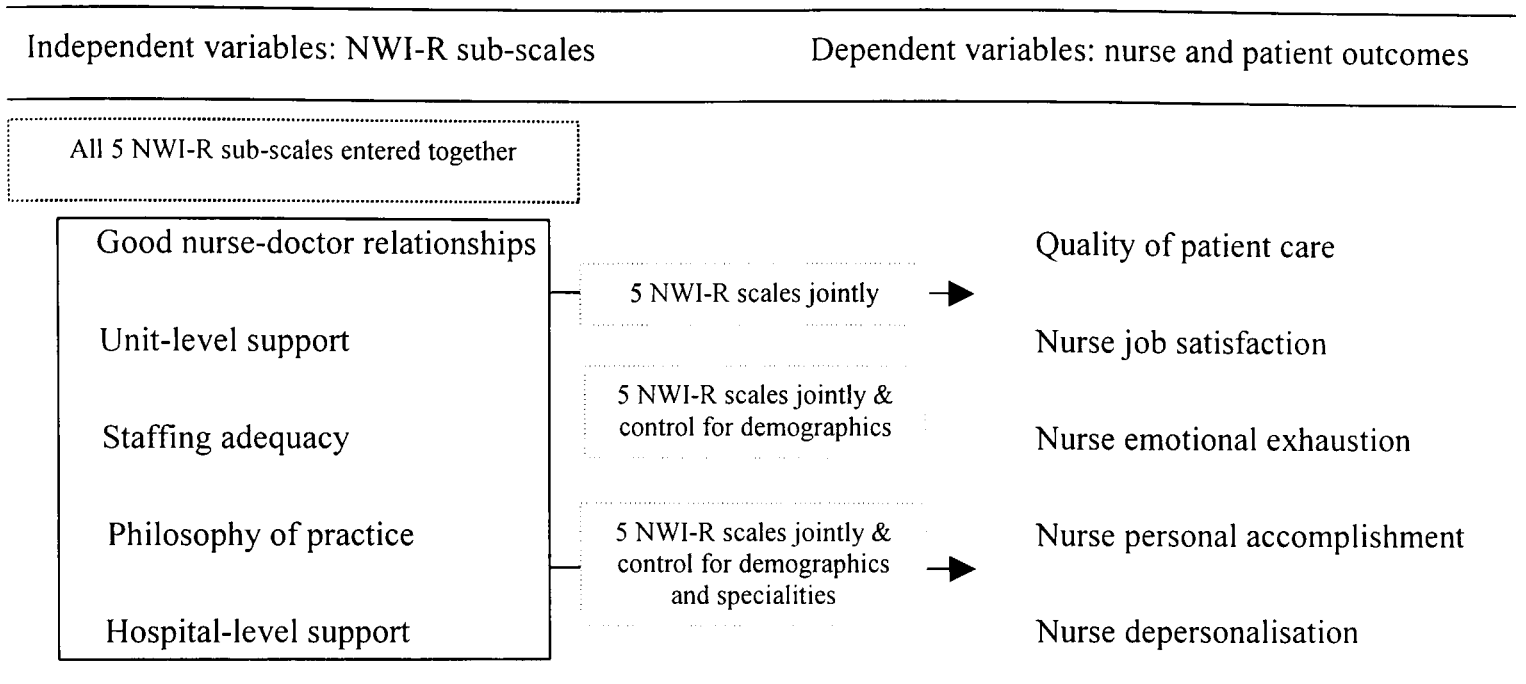 Independent variables: NWI-R sub-scales
Dependent variables: nurse and patient outcomes
All 5 NWI-R sub-scales entered together
Good nurse-doctor relationships
Unit-level support
Staffing adequacy
Philosophy of practice
Hospital-level support
5 NWI-R scales jointly
5 NWI-R scales jointly &
control for demographics
5 NWI-R scales jointly &
control for demographics
and specialities
Quality of patient care
Nurse job satisfaction
Nurse emotional exhaustion
Nurse personal accomplishment
Nurse depersonalisation